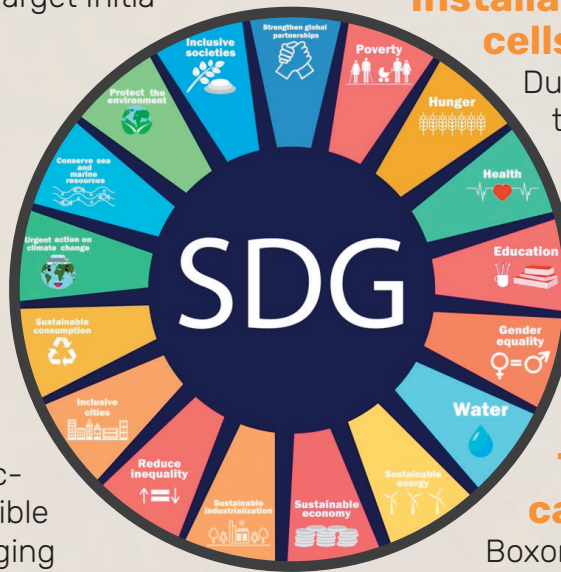 arget Initia
Installa
cells
Du
t
Strengthen global
partnerships
Poverty
Hunger
Health
Education
Gender
equality
Water
Sustainable
energy
Sustainable
economy
Sustainable
industrialization
Reduce
inequality
Inclusive
cities
Sustainable
consumption
Urgent action on
climate change
Conserve sea
and
marine
resources
Protect the
environment
Inclusive
societies
SDG
c-
ible
ging
ca
Boxor